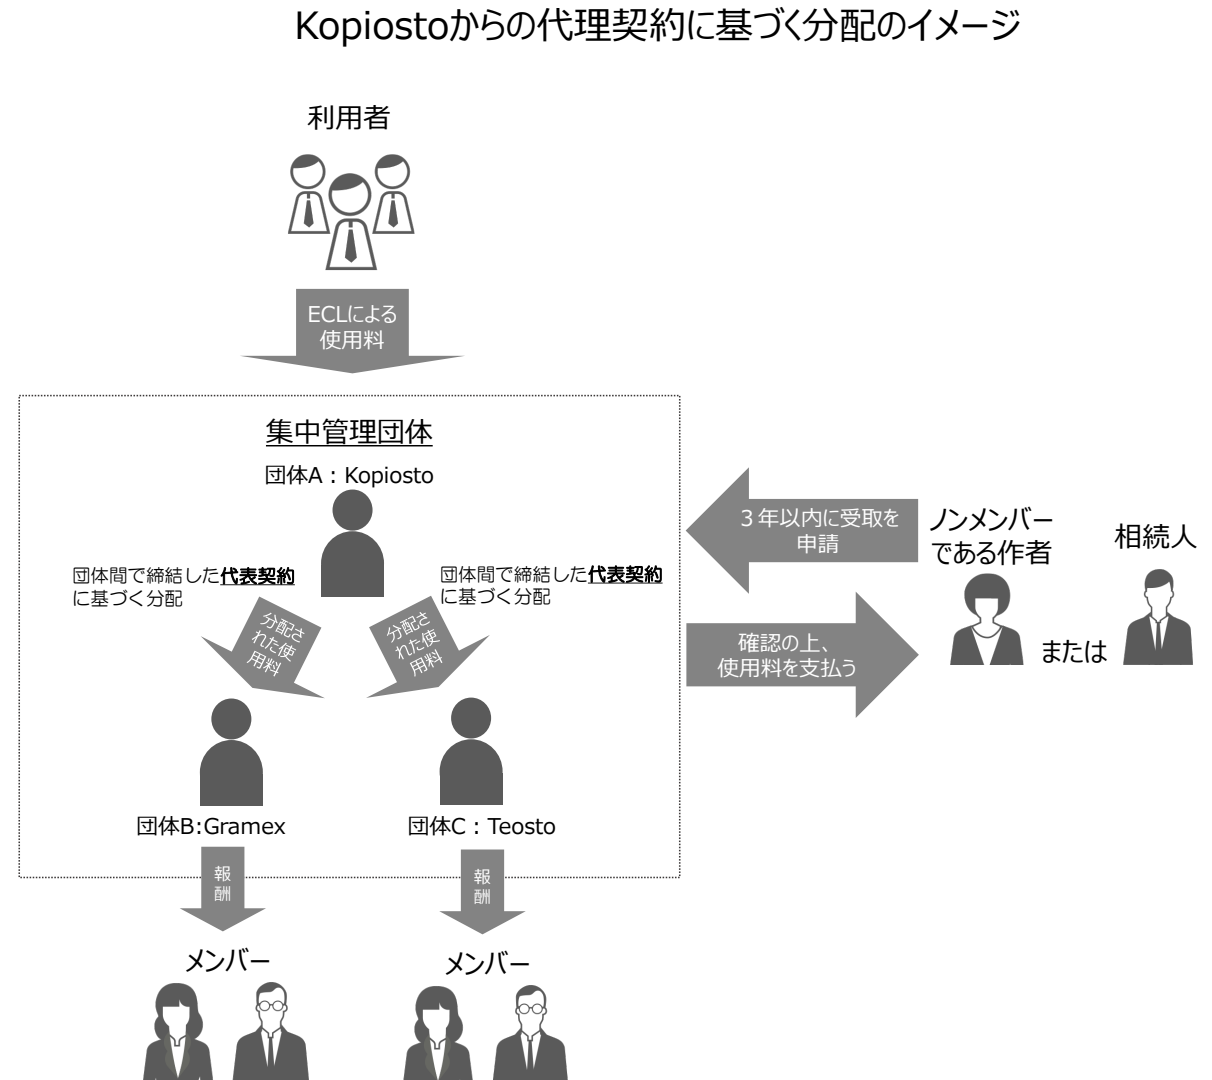 Kopiostoからの代理契約に基づく分配のイメージ
利用者
ECLによる
使用料
集中管理団体
団体A：Kopiosto
団体間で締結した代表契約
に基づく分配
団体間で締結した代表契約
に基づく分配
分配さ
れた使
用料
分配さ
れた使
用料
団体B:Gramex
団体C：Teosto
報
酬
報
酬
メンバー
メンバー
３年以内に受取を
申請
ノンメンバー
である作者
相続人
または
確認の上、
使用料を支払う